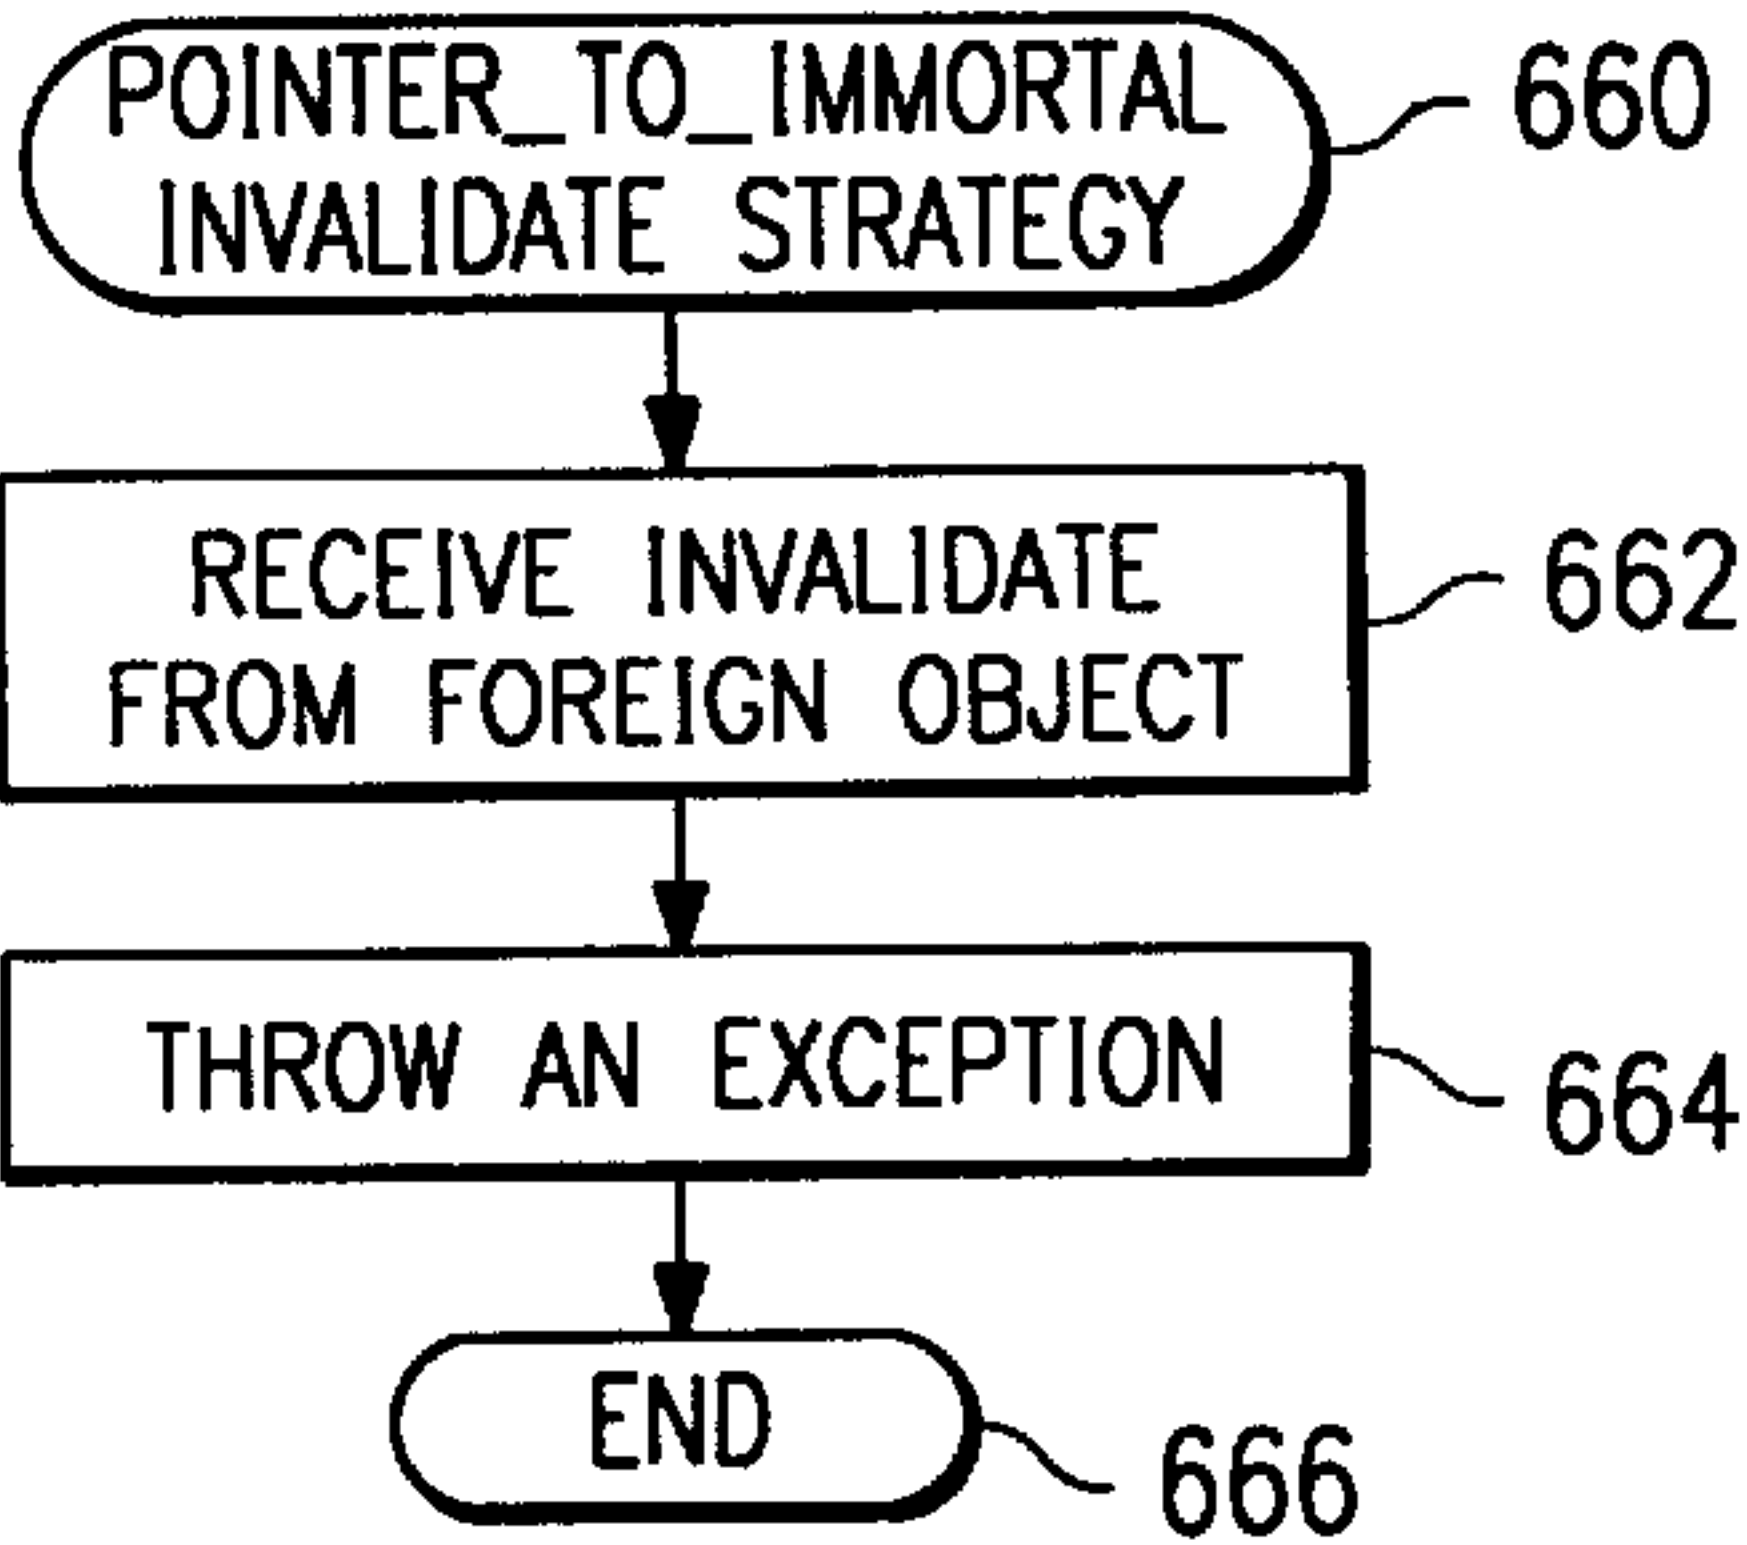 POINTER_TO_IMMORTAL
INVALIDATE STRATEGY
660
RECEIVE INVALIDATE
FROM FOREIGN OBJECT
662
THROW AN EXCEPTION
664
END
666